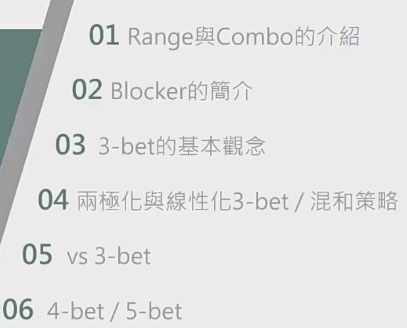 01 Range與Combo的介紹
02 Blocker的簡介
03 3-bet的基本觀念
04 兩極化與線性化3-bet / 混和策略
05 vs 3-bet
06 4-bet / 5-bet